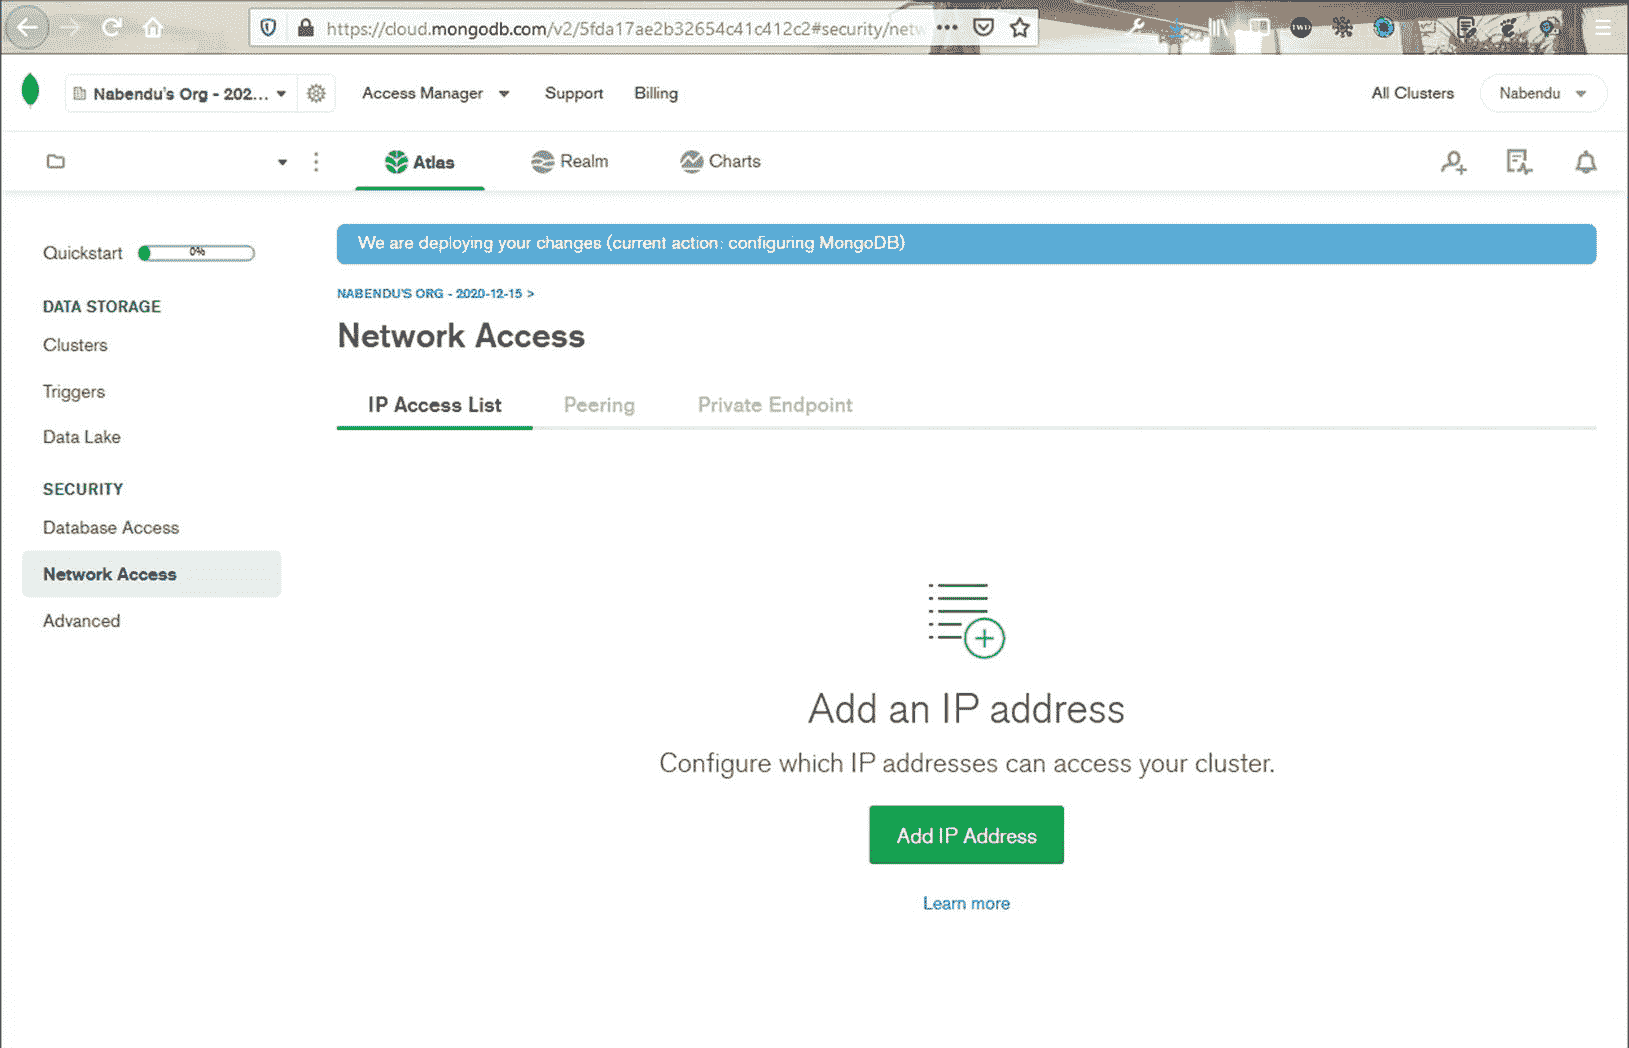 https://cloud.mongodb.com/v2/5fda17ae2b32654c41c412c2#security/netw
Nabendu's Org - 202...
Access Manager
Support
Billing
All Clusters
Nabendu
Atlas
Realm
Charts
Quickstart
0%
We are deploying your changes (current action: configuring MongoDB)
NABENDU'S ORG - 2020-12-15 >
Network Access
DATA STORAGE
Clusters
Triggers
Data Lake
SECURITY
Database Access
Network Access
Advanced
IP Access List
Peering
Private Endpoint
Add an IP address
Configure which IP addresses can access your cluster.
Add IP Address
Learn more